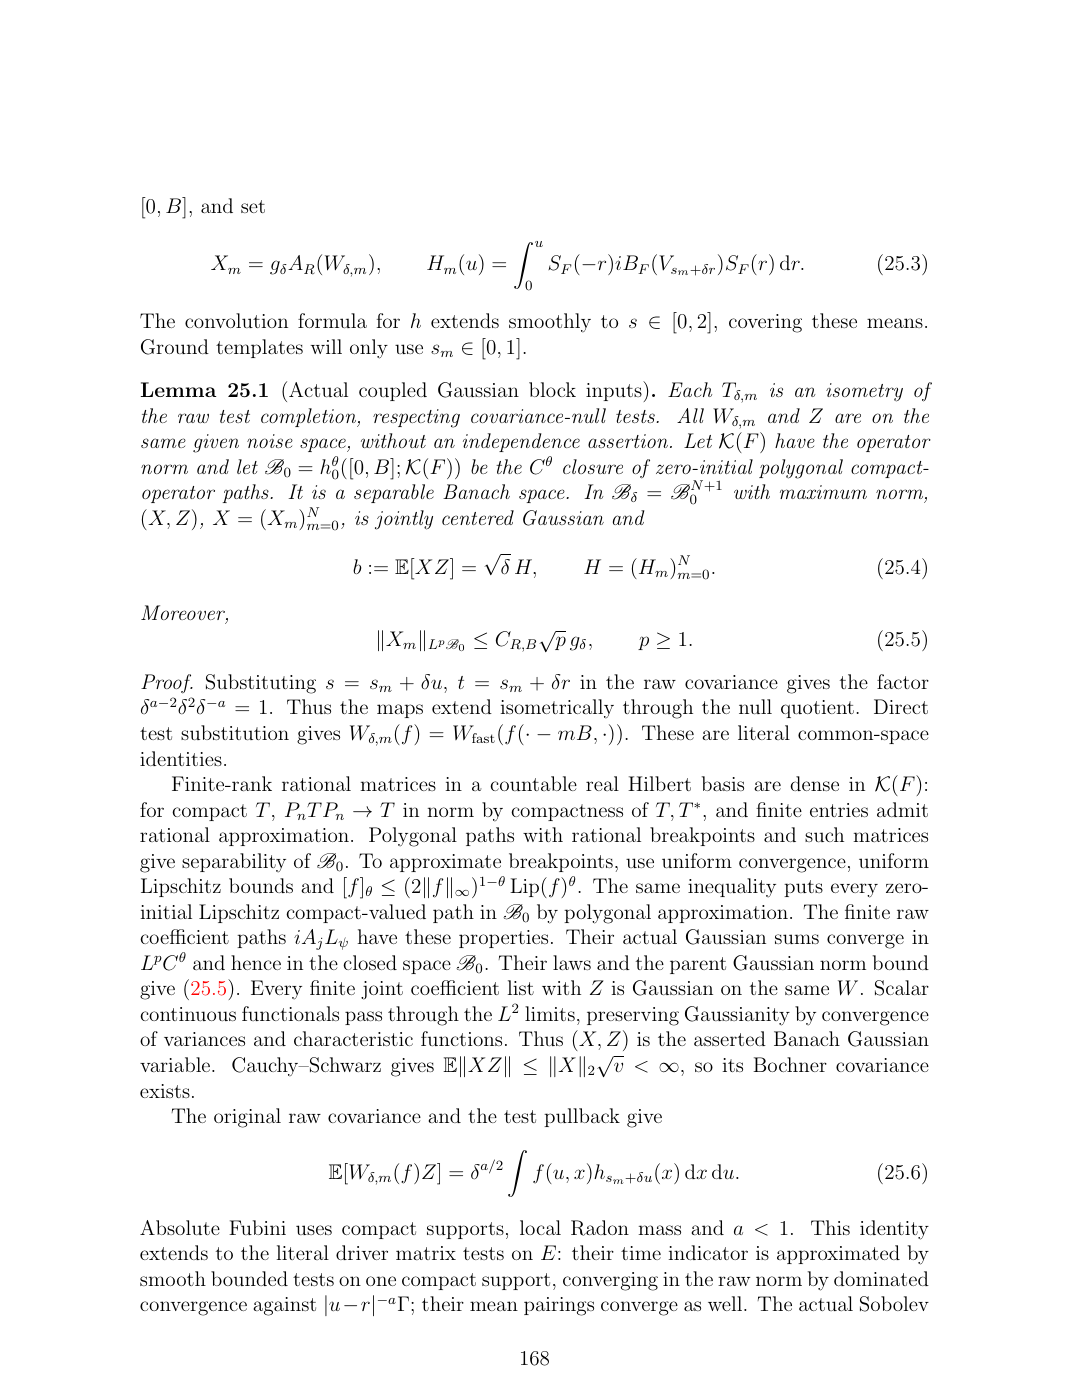 [0, B], and set
X_m = g_δ A_R(W_{δ,m}),   H_m(u) = ∫_0^u S_F(−r)iB_F(V_{s_m+δr})S_F(r) dr.   (25.3)
The convolution formula for h extends smoothly to s ∈ [0, 2], covering these means.
Ground templates will only use s_m ∈ [0, 1].
Lemma 25.1 (Actual coupled Gaussian block inputs). Each T_{δ,m} is an isometry of
the raw test completion, respecting covariance-null tests. All W_{δ,m} and Z are on the
same given noise space, without an independence assertion. Let 𝒦(F) have the operator
norm and let ℬ_0 = h_0^θ([0, B]; 𝒦(F)) be the C^θ closure of zero-initial polygonal compact-
operator paths. It is a separable Banach space. In ℬ_δ = ℬ_0^{N+1} with maximum norm,
(X, Z), X = (X_m)_{m=0}^N, is jointly centered Gaussian and
b := 𝔼[XZ] = √δ H,   H = (H_m)_{m=0}^N.   (25.4)
Moreover,
‖X_m‖_{L^pℬ_0} ≤ C_{R,B}√p g_δ,   p ≥ 1.   (25.5)
Proof. Substituting s = s_m + δu, t = s_m + δr in the raw covariance gives the factor
δ^{a−2}δ^2δ^{−a} = 1. Thus the maps extend isometrically through the null quotient. Direct
test substitution gives W_{δ,m}(f) = W_fast(f(· − mB, ·)). These are literal common-space
identities.
Finite-rank rational matrices in a countable real Hilbert basis are dense in 𝒦(F):
for compact T, P_nTP_n → T in norm by compactness of T, T^*, and finite entries admit
rational approximation. Polygonal paths with rational breakpoints and such matrices
give separability of ℬ_0. To approximate breakpoints, use uniform convergence, uniform
Lipschitz bounds and [f]_θ ≤ (2‖f‖_∞)^{1−θ} Lip(f)^θ. The same inequality puts every zero-
initial Lipschitz compact-valued path in ℬ_0 by polygonal approximation. The finite raw
coefficient paths iA_jL_ψ have these properties. Their actual Gaussian sums converge in
L^pC^θ and hence in the closed space ℬ_0. Their laws and the parent Gaussian norm bound
give (25.5). Every finite joint coefficient list with Z is Gaussian on the same W. Scalar
continuous functionals pass through the L^2 limits, preserving Gaussianity by convergence
of variances and characteristic functions. Thus (X, Z) is the asserted Banach Gaussian
variable. Cauchy–Schwarz gives 𝔼‖XZ‖ ≤ ‖X‖_2√v < ∞, so its Bochner covariance
exists.
The original raw covariance and the test pullback give
𝔼[W_{δ,m}(f)Z] = δ^{a/2} ∫ f(u, x)h_{s_m+δu}(x) dx du.   (25.6)
Absolute Fubini uses compact supports, local Radon mass and a < 1. This identity
extends to the literal driver matrix tests on E: their time indicator is approximated by
smooth bounded tests on one compact support, converging in the raw norm by dominated
convergence against |u−r|^{−a}Γ; their mean pairings converge as well. The actual Sobolev
168